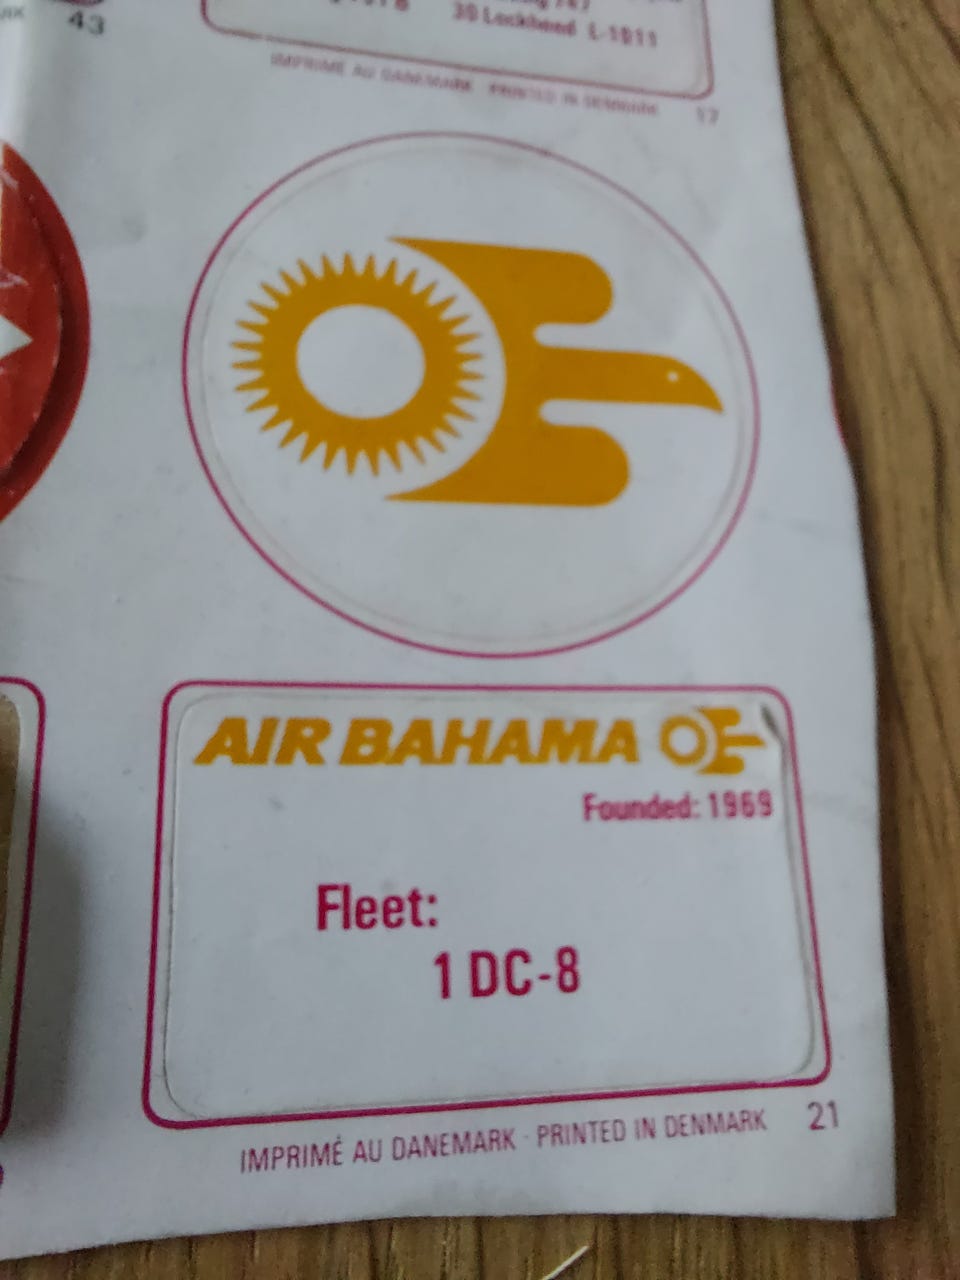 43
30 Lockheed L-1011
IMPRIMÉ AU DANEMARK · PRINTED IN DENMARK 17
AIR BAHAMA
Founded: 1969
Fleet:
1 DC-8
IMPRIMÉ AU DANEMARK · PRINTED IN DENMARK 21